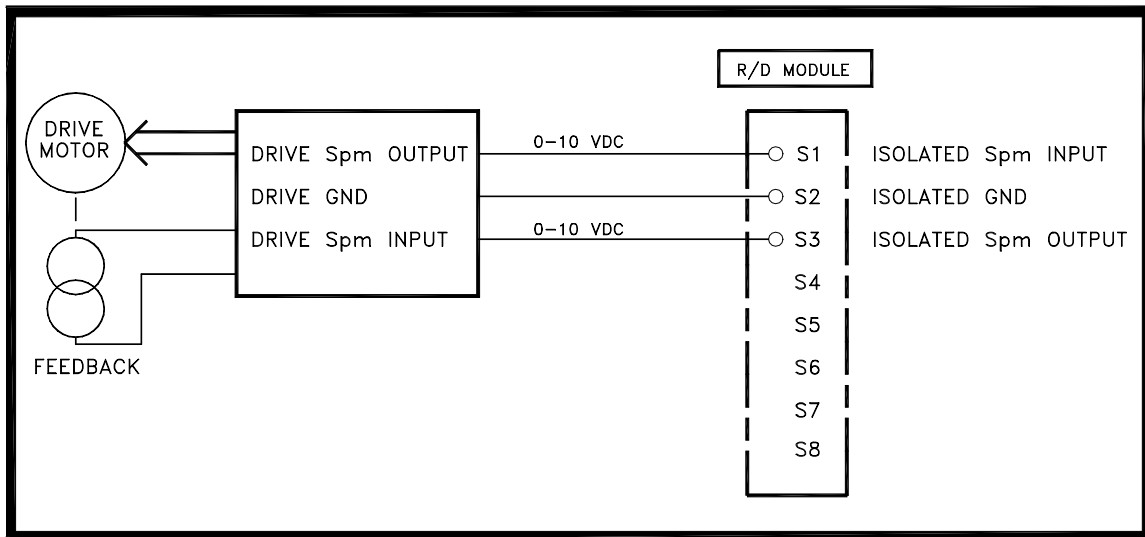 R/D MODULE
DRIVE
MOTOR
DRIVE Spm OUTPUT
0-10 VDC
S1
ISOLATED Spm INPUT
DRIVE GND
S2
ISOLATED GND
DRIVE Spm INPUT
0-10 VDC
S3
ISOLATED Spm OUTPUT
S4
S5
S6
S7
S8
FEEDBACK